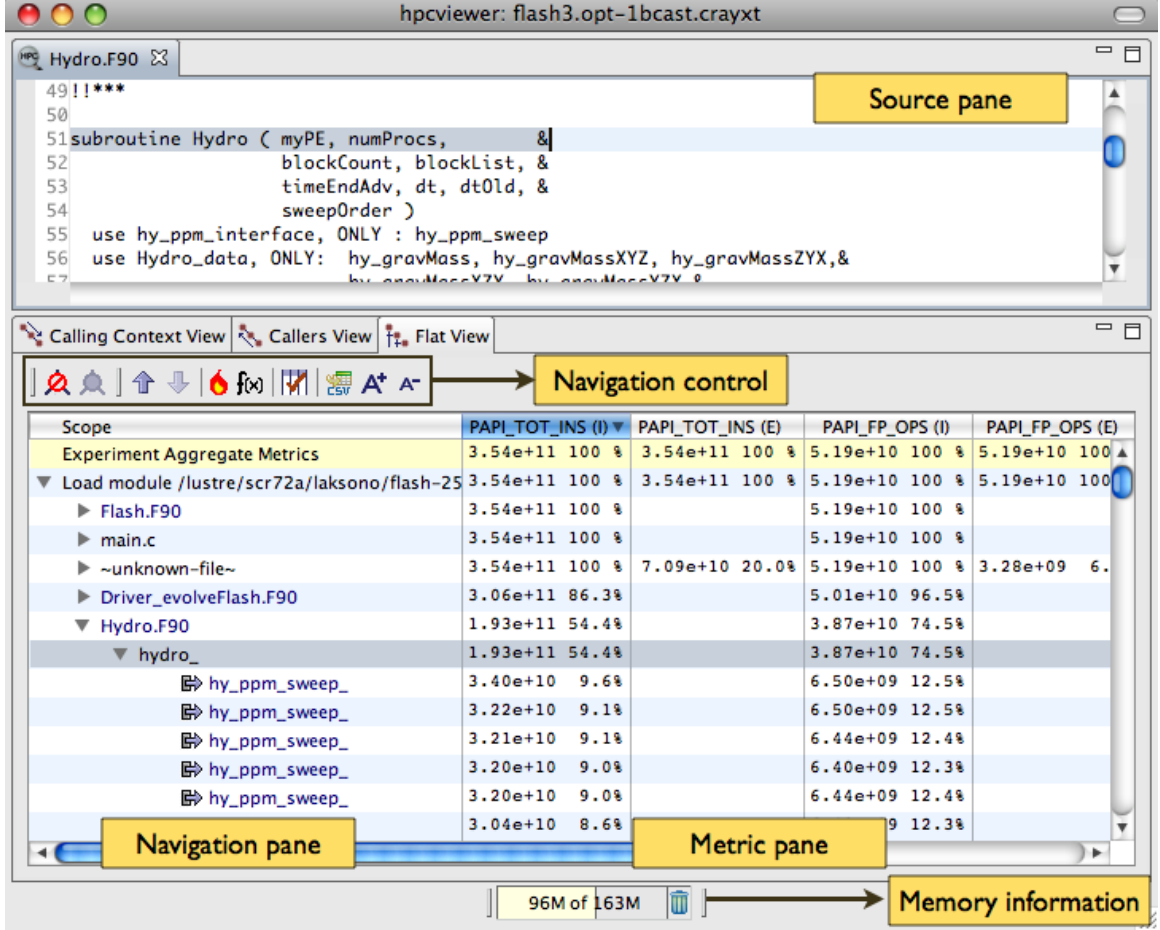 hpcviewer: flash3.opt-1bcast.crayxt
Hydro.F90
49 !!***
50
51 subroutine Hydro ( myPE, numProcs, &
52 blockCount, blockList, &
53 timeEndAdv, dt, dtOld, &
54 sweepOrder )
55 use hy_ppm_interface, ONLY : hy_ppm_sweep
56 use Hydro_data, ONLY: hy_gravMass, hy_gravMassXYZ, hy_gravMassZYX,&
Source pane
Calling Context View Callers View Flat View
f(x) CSV A+ A-
Navigation control
Scope PAPI_TOT_INS (I) PAPI_TOT_INS (E) PAPI_FP_OPS (I) PAPI_FP_OPS (E)
Experiment Aggregate Metrics 3.54e+11 100 % 3.54e+11 100 % 5.19e+10 100 % 5.19e+10 100
Load module /lustre/scr72a/laksono/flash-25 3.54e+11 100 % 3.54e+11 100 % 5.19e+10 100 % 5.19e+10 100
Flash.F90 3.54e+11 100 % 5.19e+10 100 %
main.c 3.54e+11 100 % 5.19e+10 100 %
~unknown-file~ 3.54e+11 100 % 7.09e+10 20.0% 5.19e+10 100 % 3.28e+09 6.
Driver_evolveFlash.F90 3.06e+11 86.3% 5.01e+10 96.5%
Hydro.F90 1.93e+11 54.4% 3.87e+10 74.5%
hydro_ 1.93e+11 54.4% 3.87e+10 74.5%
hy_ppm_sweep_ 3.40e+10 9.6% 6.50e+09 12.5%
hy_ppm_sweep_ 3.22e+10 9.1% 6.50e+09 12.5%
hy_ppm_sweep_ 3.21e+10 9.1% 6.44e+09 12.4%
hy_ppm_sweep_ 3.20e+10 9.0% 6.40e+09 12.3%
hy_ppm_sweep_ 3.20e+10 9.0% 6.44e+09 12.4%
3.04e+10 8.6% 9 12.3%
Navigation pane
Metric pane
96M of 163M
Memory information